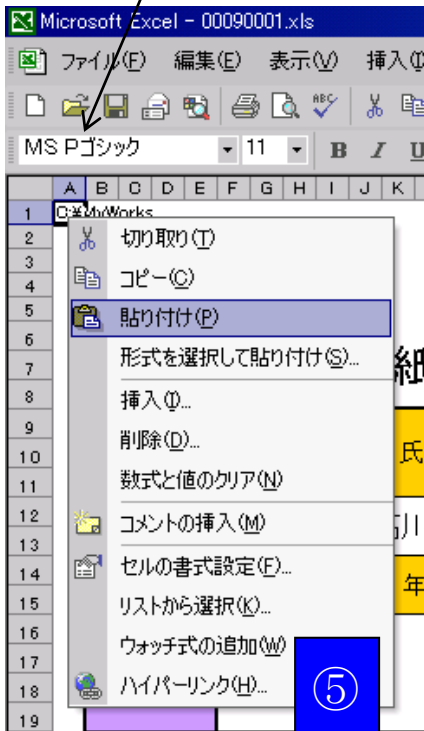 Microsoft Excel - 00090001.xls
ファイル(F) 編集(E) 表示(V) 挿入(I
ABC
MS Pゴシック 11 B I U
A B C D E F G H I J K
1 C:¥MyWorks
2 切り取り(T)
3
4 コピー(C)
5 貼り付け(P)
6
7 形式を選択して貼り付け(S)... 紙
8 挿入(I)...
9
10 削除(D)... 氏
11 数式と値のクリア(N)
12 コメントの挿入(M) 川
13
14 セルの書式設定(F)... 年
15 リストから選択(K)...
16 ウォッチ式の追加(W)
17
18 ハイパーリンク(H)... ⑤
19